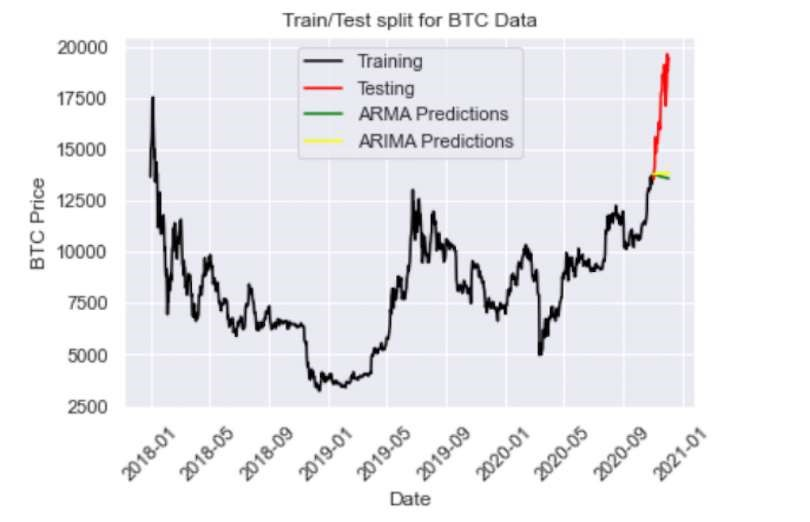 Train/Test split for BTC Data
Training
Testing
ARMA Predictions
ARIMA Predictions
BTC Price
20000
17500
15000
12500
10000
7500
5000
2500
2018-01
2018-05
2018-09
2019-01
2019-05
2019-09
2020-01
2020-05
2020-09
2021-01
Date